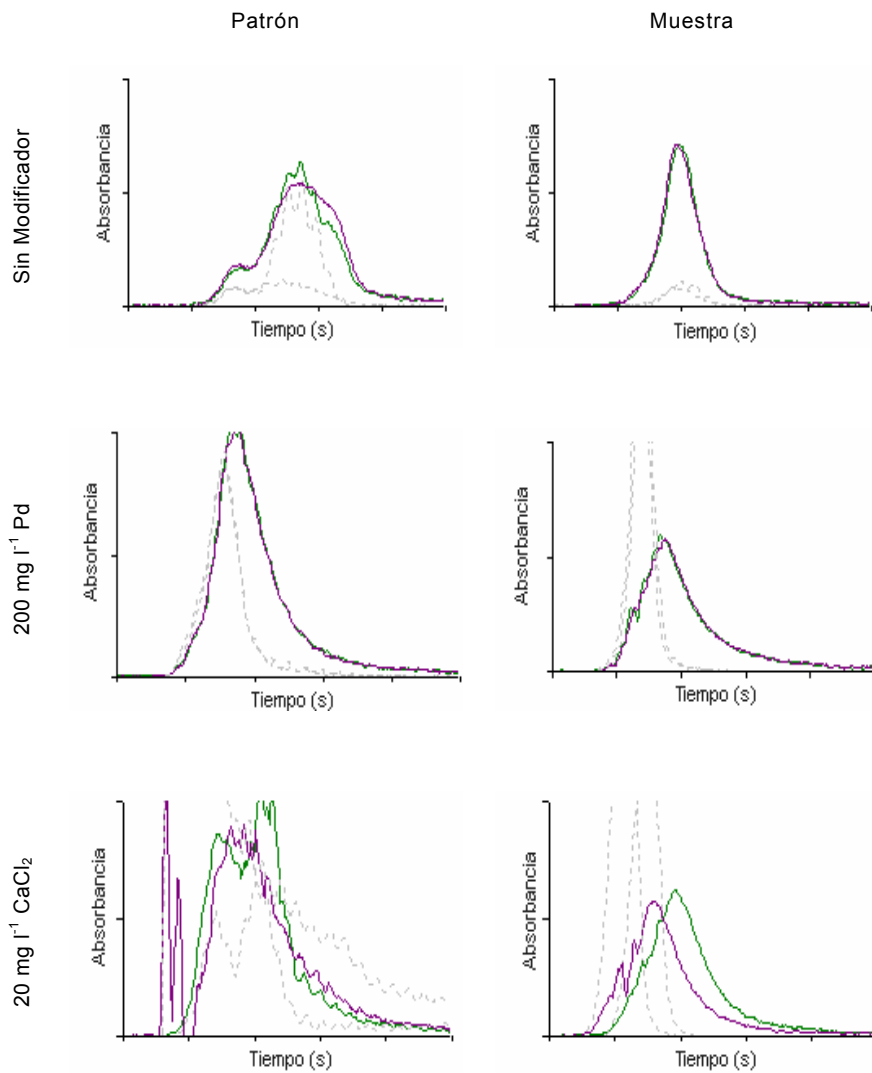 Patrón
Muestra
Sin Modificador
Absorbancia
Tiempo (s)
Absorbancia
Tiempo (s)
200 mg l⁻¹ Pd
Absorbancia
Tiempo (s)
Absorbancia
Tiempo (s)
20 mg l⁻¹ CaCl₂
Absorbancia
Tiempo (s)
Absorbancia
Tiempo (s)